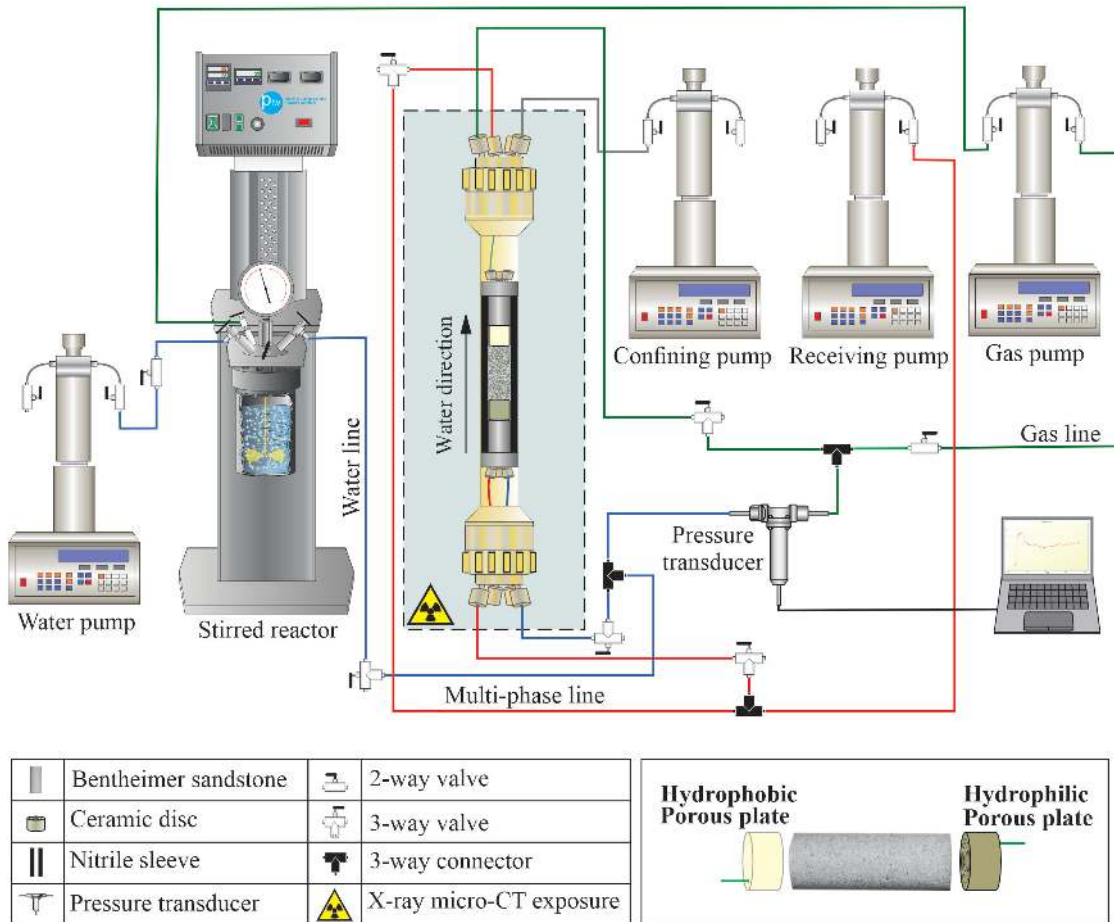 Confining pump
Receiving pump
Gas pump
Water direction
Water line
Gas line
Pressure
transducer
Water pump
Stirred reactor
Multi-phase line
Bentheimer sandstone
2-way valve
Ceramic disc
3-way valve
Nitrile sleeve
3-way connector
Pressure transducer
X-ray micro-CT exposure
Hydrophobic
Porous plate
Hydrophilic
Porous plate